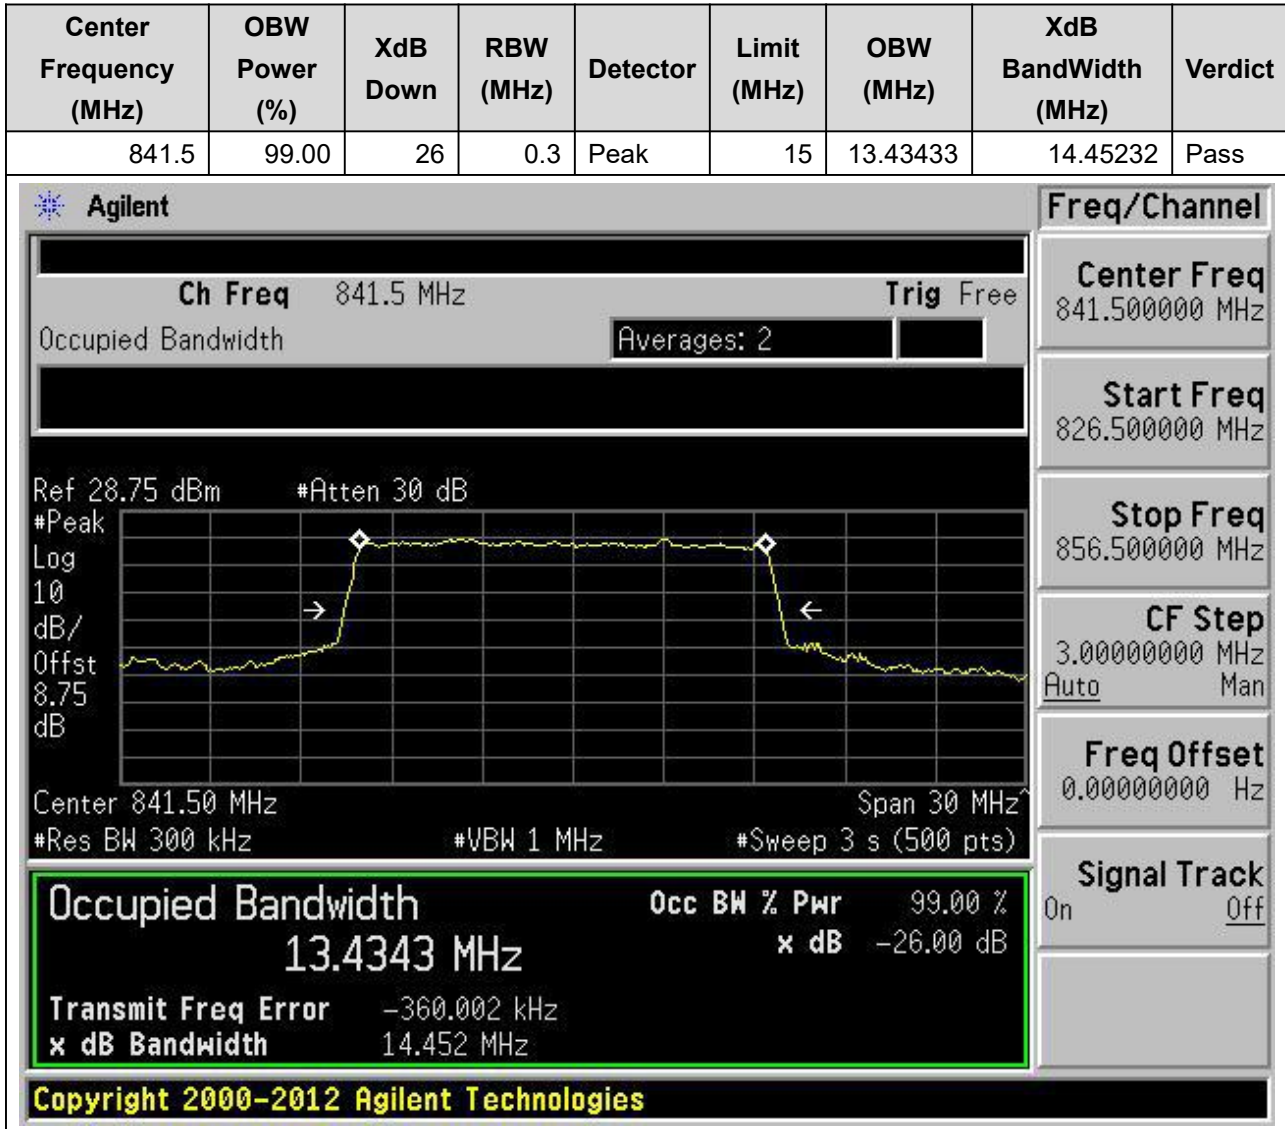 Center Frequency (MHz) OBW Power (%) XdB Down RBW (MHz) Detector Limit (MHz) OBW (MHz) XdB BandWidth (MHz) Verdict
841.5 99.00 26 0.3 Peak 15 13.43433 14.45232 Pass
Agilent
Freq/Channel
Ch Freq 841.5 MHz Trig Free
Occupied Bandwidth Averages: 2
Center Freq
841.500000 MHz
Start Freq
826.500000 MHz
Stop Freq
856.500000 MHz
CF Step
3.00000000 MHz
Auto Man
Freq Offset
0.00000000 Hz
Signal Track
On Off
Ref 28.75 dBm #Atten 30 dB
#Peak
Log
10
dB/
Offst
8.75
dB
Center 841.50 MHz Span 30 MHz^
#Res BW 300 kHz #VBW 1 MHz #Sweep 3 s (500 pts)
Occupied Bandwidth Occ BW % Pwr 99.00 %
13.4343 MHz x dB -26.00 dB
Transmit Freq Error -360.002 kHz
x dB Bandwidth 14.452 MHz
Copyright 2000-2012 Agilent Technologies